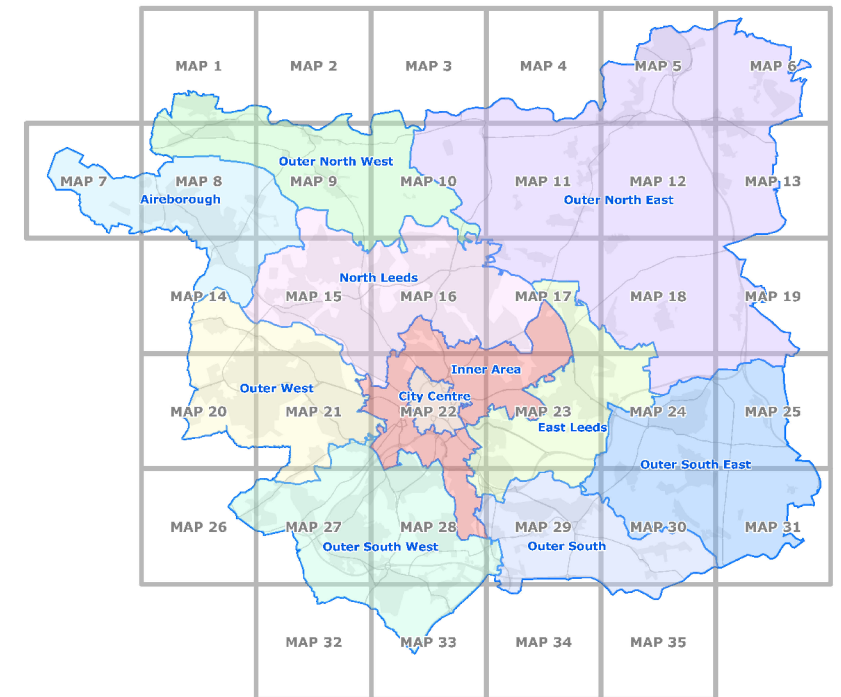 MAP 1
MAP 2
MAP 3
MAP 4
MAP 5
MAP 6
Outer North West
MAP 7
MAP 8
MAP 9
MAP 10
MAP 11
MAP 12
MAP 13
Aireborough
Outer North East
North Leeds
MAP 14
MAP 15
MAP 16
MAP 17
MAP 18
MAP 19
Inner Area
Outer West
City Centre
MAP 20
MAP 21
MAP 22
MAP 23
MAP 24
MAP 25
East Leeds
Outer South East
MAP 26
MAP 27
MAP 28
MAP 29
MAP 30
MAP 31
Outer South West
Outer South
MAP 32
MAP 33
MAP 34
MAP 35